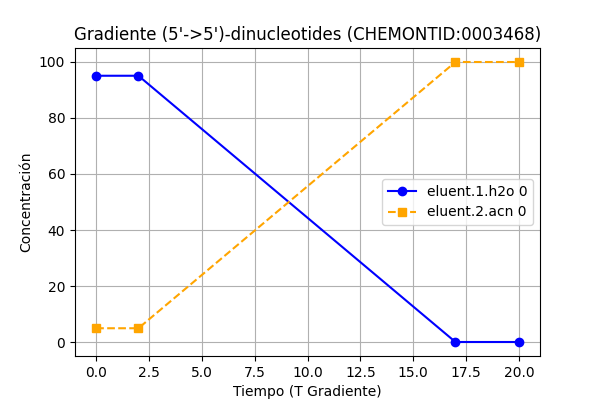 Gradiente (5'->5')-dinucleotides (CHEMONTID:0003468)
Concentración
100
80
60
40
20
0
eluent.1.h2o 0
eluent.2.acn 0
0.0 2.5 5.0 7.5 10.0 12.5 15.0 17.5 20.0
Tiempo (T Gradiente)